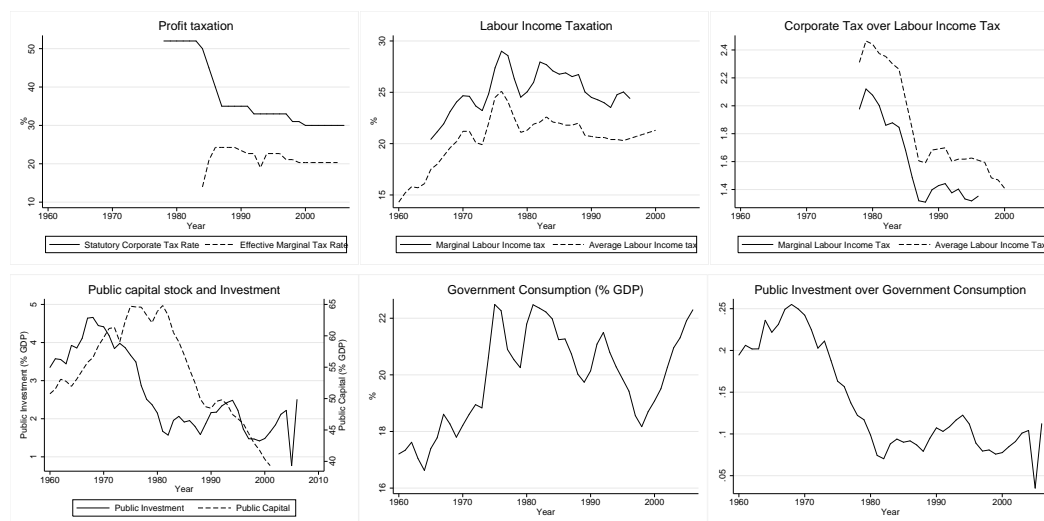 Profit taxation
%
50
40
30
20
10
1960 1970 1980 1990 2000
Year
Statutory Corporate Tax Rate Effective Marginal Tax Rate
Labour Income Taxation
%
30
25
20
15
1960 1970 1980 1990 2000
Year
Marginal Labour Income tax Average Labour Income tax
Corporate Tax over Labour Income Tax
2.4
2.2
2
1.8
1.6
1.4
1960 1970 1980 1990 2000
Year
Marginal Labour Income Tax Average Labour Income Tax
Public capital stock and Investment
Public Investment (% GDP)
5
4
3
2
1
Public Capital (% GDP)
65
60
55
50
45
40
1960 1970 1980 1990 2000 2010
Year
Public Investment Public Capital
Government Consumption (% GDP)
%
22
20
18
16
1960 1970 1980 1990 2000
Year
Public Investment over Government Consumption
.25
.2
.15
.1
.05
1960 1970 1980 1990 2000
Year